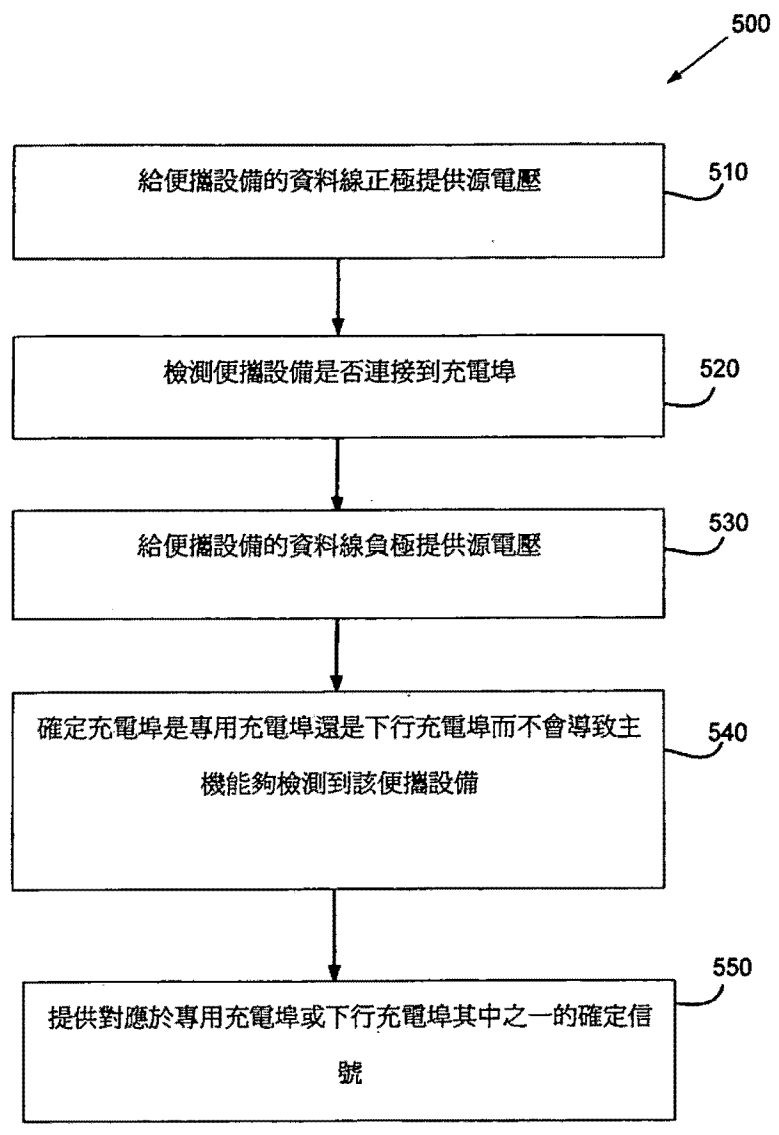 500
給便攜設備的資料線正極提供源電壓
510
檢測便攜設備是否連接到充電埠
520
給便攜設備的資料線負極提供源電壓
530
確定充電埠是專用充電埠還是下行充電埠而不會導致主
機能夠檢測到該便攜設備
540
提供對應於專用充電埠或下行充電埠其中之一的確定信
號
550